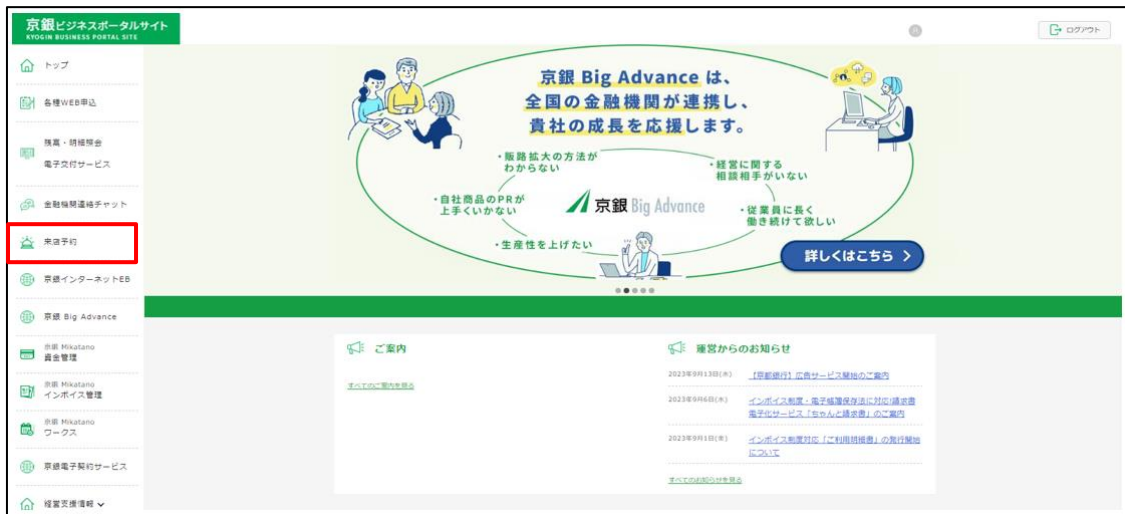 京銀ビジネスポータルサイト
KYOGIN BUSINESS PORTAL SITE
ログアウト
トップ
各種WEB申込
残高・明細照会
電子交付サービス
金融機関連絡チャット
来店予約
京銀インターネットEB
京銀 Big Advance
京銀 Mikatano
資金管理
京銀 Mikatano
インボイス管理
京銀 Mikatano
ワークス
京銀電子契約サービス
経営支援情報
京銀 Big Advance は、
全国の金融機関が連携し、
貴社の成長を応援します。
・販路拡大の方法が
わからない
・経営に関する
相談相手がいない
・自社商品のPRが
上手くいかない
京銀 Big Advance
・従業員に長く
働き続けて欲しい
・生産性を上げたい
詳しくはこちら
ご案内
すべてのご案内を見る
運営からのお知らせ
2023年9月13日(水) 【京都銀行】広告サービス開始のご案内
2023年9月6日(水) インボイス制度・電子帳簿保存法に対応!請求書
電子化サービス「ちゃんと請求書」のご案内
2023年9月1日(金) インボイス制度対応「ご利用明細書」の発行開始
について
すべてのお知らせを見る